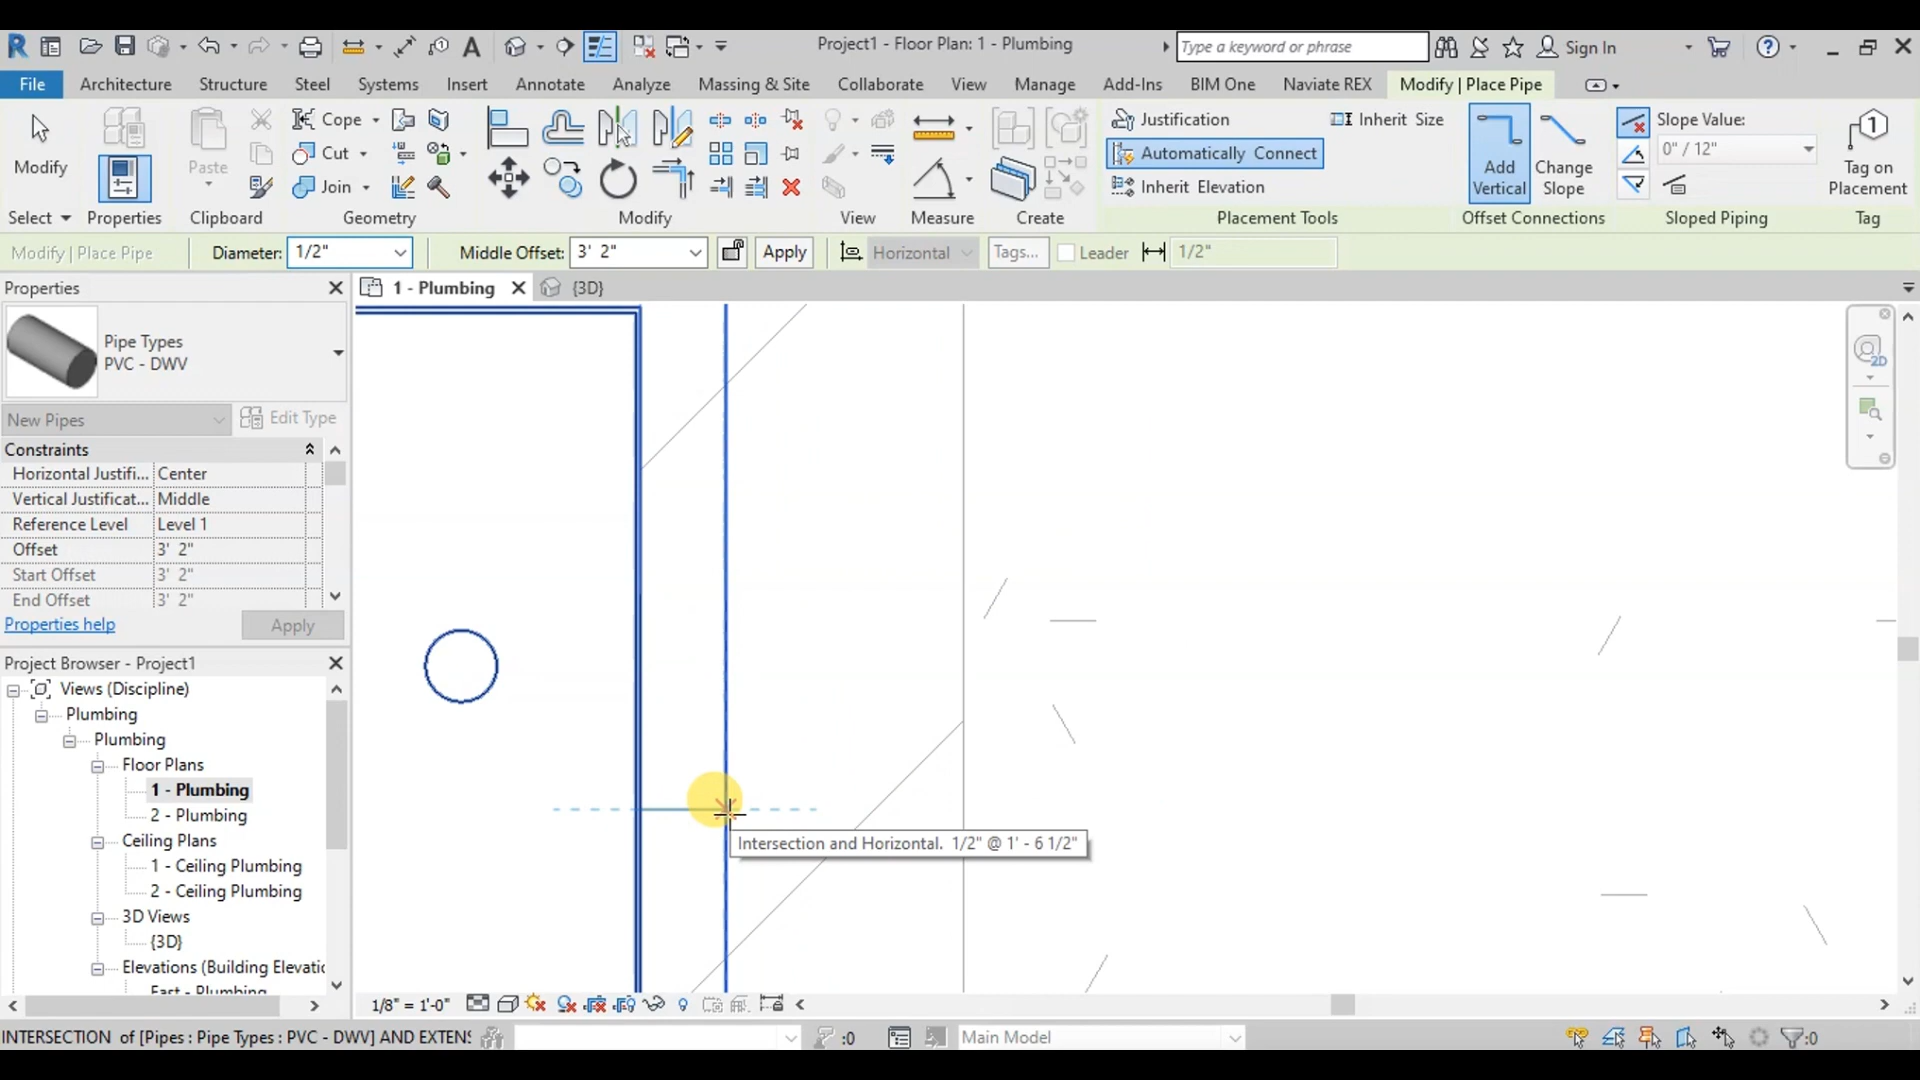 Project1 - Floor Plan: 1 - Plumbing
Type a keyword or phrase
Sign In
File
Architecture
Structure
Steel
Systems
Insert
Annotate
Analyze
Massing & Site
Collaborate
View
Manage
Add-Ins
BIM One
Naviate REX
Modify | Place Pipe
Modify
Paste
Cope
Cut
Join
Justification
Automatically Connect
Inherit Elevation
Inherit Size
Add
Vertical
Change
Slope
Slope Value:
0" / 12"
Tag on
Placement
Select
Properties
Clipboard
Geometry
Modify
View
Measure
Create
Placement Tools
Offset Connections
Sloped Piping
Tag
Modify | Place Pipe
Diameter: 1/2"
Middle Offset: 3' 2"
Apply
Horizontal
Tags...
Leader
1/2"
Properties
1 - Plumbing
{3D}
Pipe Types
PVC - DWV
New Pipes
Edit Type
Constraints
Horizontal Justifi... Center
Vertical Justificat... Middle
Reference Level Level 1
Offset 3' 2"
Start Offset 3' 2"
End Offset 3' 2"
Properties help
Apply
Project Browser - Project1
Views (Discipline)
Plumbing
Plumbing
Floor Plans
1 - Plumbing
2 - Plumbing
Ceiling Plans
1 - Ceiling Plumbing
2 - Ceiling Plumbing
3D Views
{3D}
Elevations (Building Elevatic
East - Plumbing
2D
Intersection and Horizontal. 1/2" @ 1' - 6 1/2"
1/8" = 1'-0"
INTERSECTION of [Pipes : Pipe Types : PVC - DWV] AND EXTENS
:0
Main Model
:0